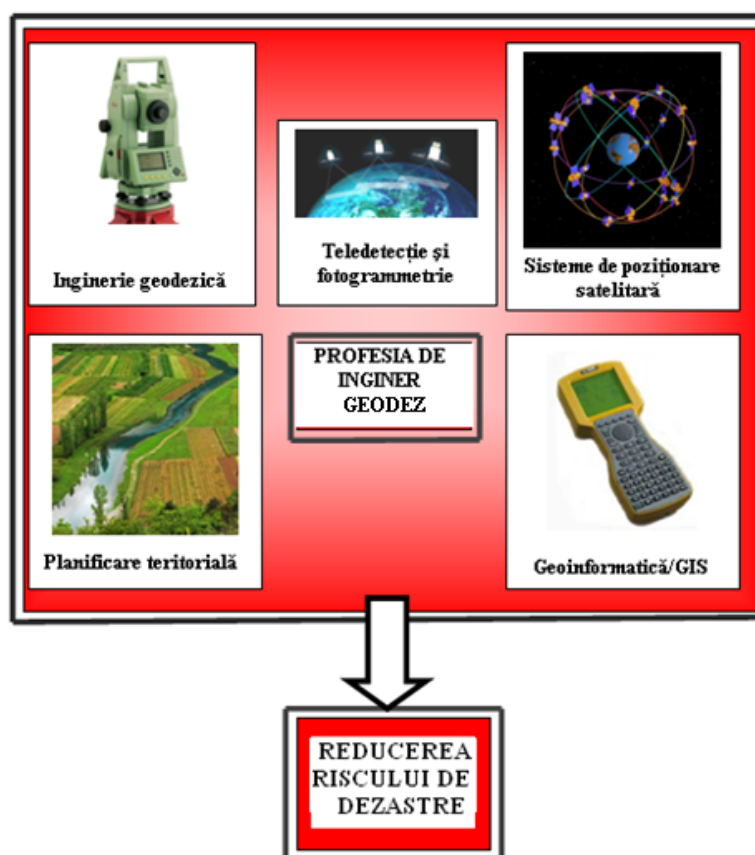 Inginerie geodezică
Teledetecție și
fotogrammetrie
Sisteme de poziționare
satelitară
PROFESIA DE
INGINER
GEODEZ
Planificare teritorială
Geoinformatică/GIS
REDUCEREA
RISCULUI DE
DEZASTRE